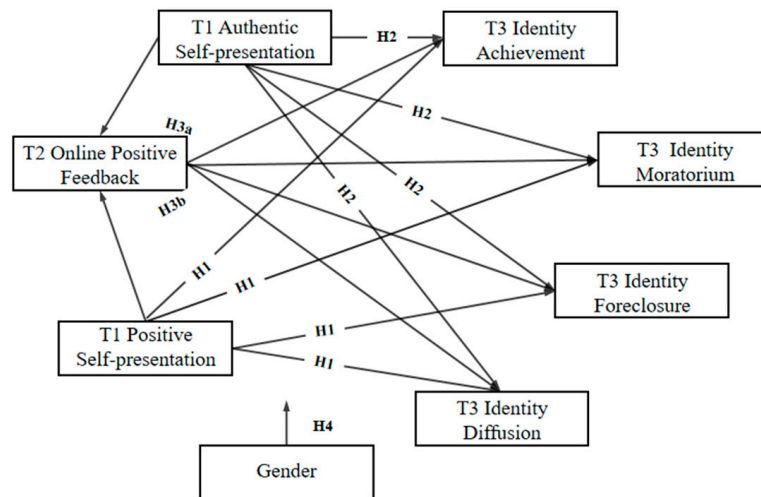 T1 Authentic
Self-presentation
H2
T3 Identity
Achievement
H2
H3a
T2 Online Positive
Feedback
T3 Identity
Moratorium
H2
H2
H3b
H1
H1
T3 Identity
Foreclosure
T1 Positive
Self-presentation
H1
H1
T3 Identity
Diffusion
H4
Gender